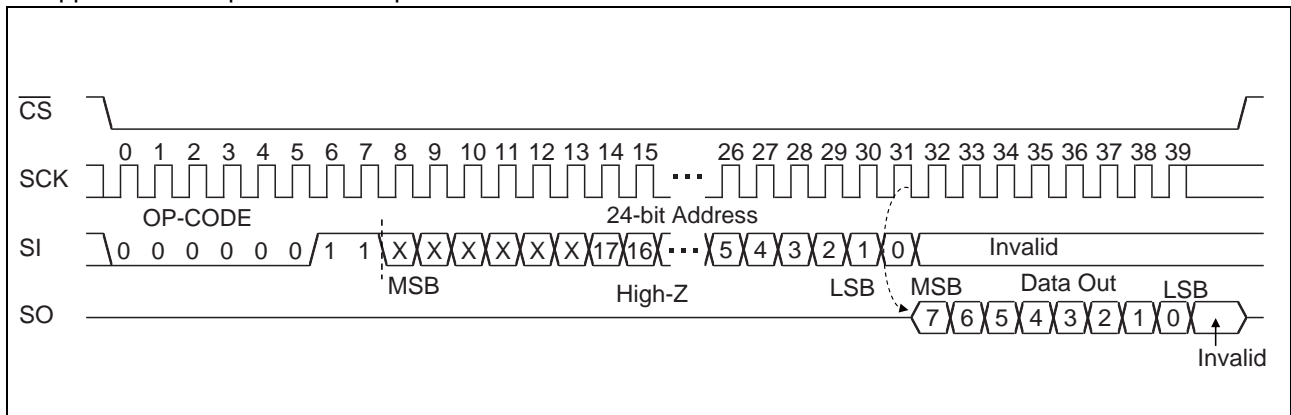 CS
0 1 2 3 4 5 6 7 8 9 10 11 12 13 14 15 26 27 28 29 30 31 32 33 34 35 36 37 38 39
SCK ...
OP-CODE 24-bit Address
SI 0 0 0 0 0 0 1 1 X X X X X X 17 16 ... 5 4 3 2 1 0 Invalid
MSB High-Z LSB MSB Data Out LSB
SO 7 6 5 4 3 2 1 0
Invalid